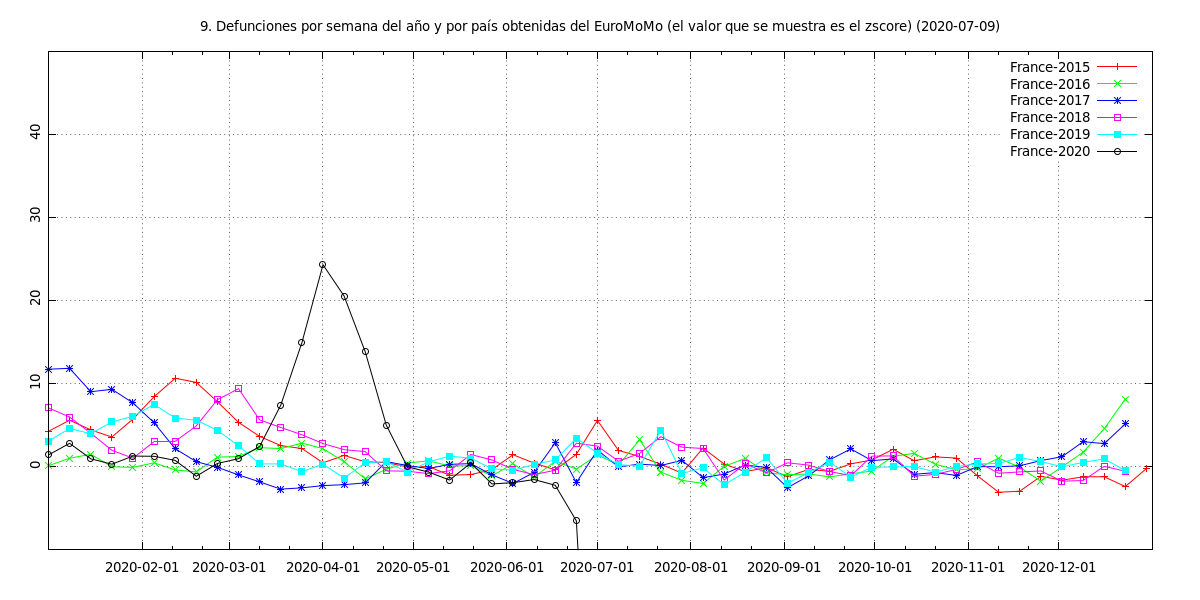 9. Defunciones por semana del año y por país obtenidas del EuroMoMo (el valor que se muestra es el zscore) (2020-07-09)
France-2015
France-2016
France-2017
France-2018
France-2019
France-2020
40
30
20
10
0
2020-02-01 2020-03-01 2020-04-01 2020-05-01 2020-06-01 2020-07-01 2020-08-01 2020-09-01 2020-10-01 2020-11-01 2020-12-01